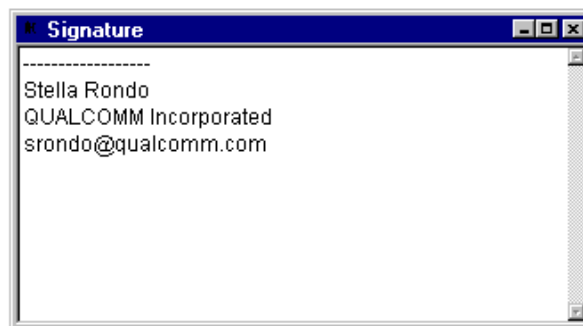 Signature
------------------
Stella Rondo
QUALCOMM Incorporated
srondo@qualcomm.com